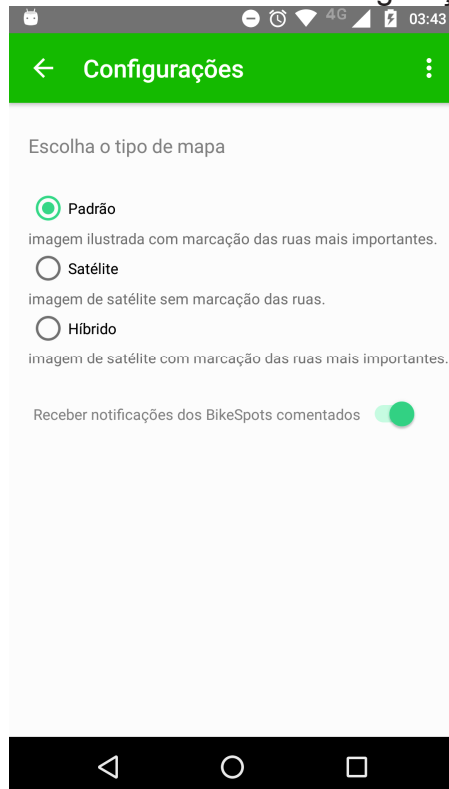 4G 03:43
Configurações
Escolha o tipo de mapa
Padrão
imagem ilustrada com marcação das ruas mais importantes.
Satélite
imagem de satélite sem marcação das ruas.
Híbrido
imagem de satélite com marcação das ruas mais importantes.
Receber notificações dos BikeSpots comentados